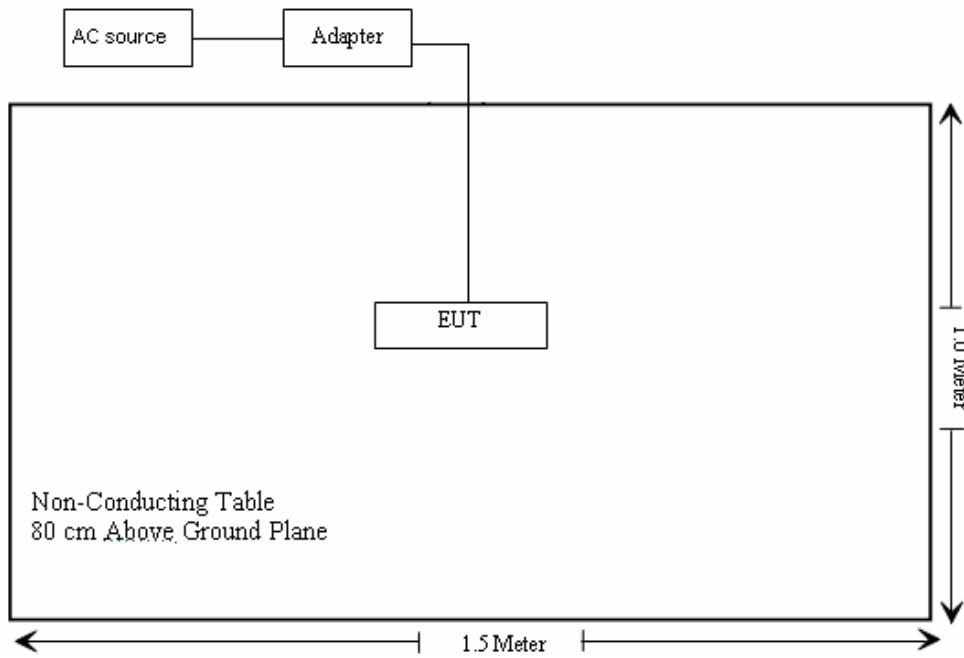 AC source
Adapter
EUT
1.0 Meter
Non-Conducting Table
80 cm Above Ground Plane
1.5 Meter